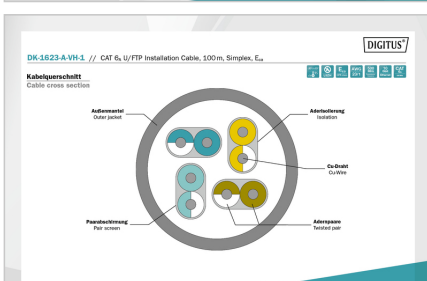 DIGITUS®
DK-1623-A-VH-1 // CAT 6A U/FTP Installation Cable, 100 m, Simplex, Eca
Kabelquerschnitt
Cable cross section
Außenmantel
Outer jacket
Aderisolierung
Isolation
Cu-Draht
Cu-Wire
Paarabschirmung
Pair screen
Adernpaare
Twisted pair